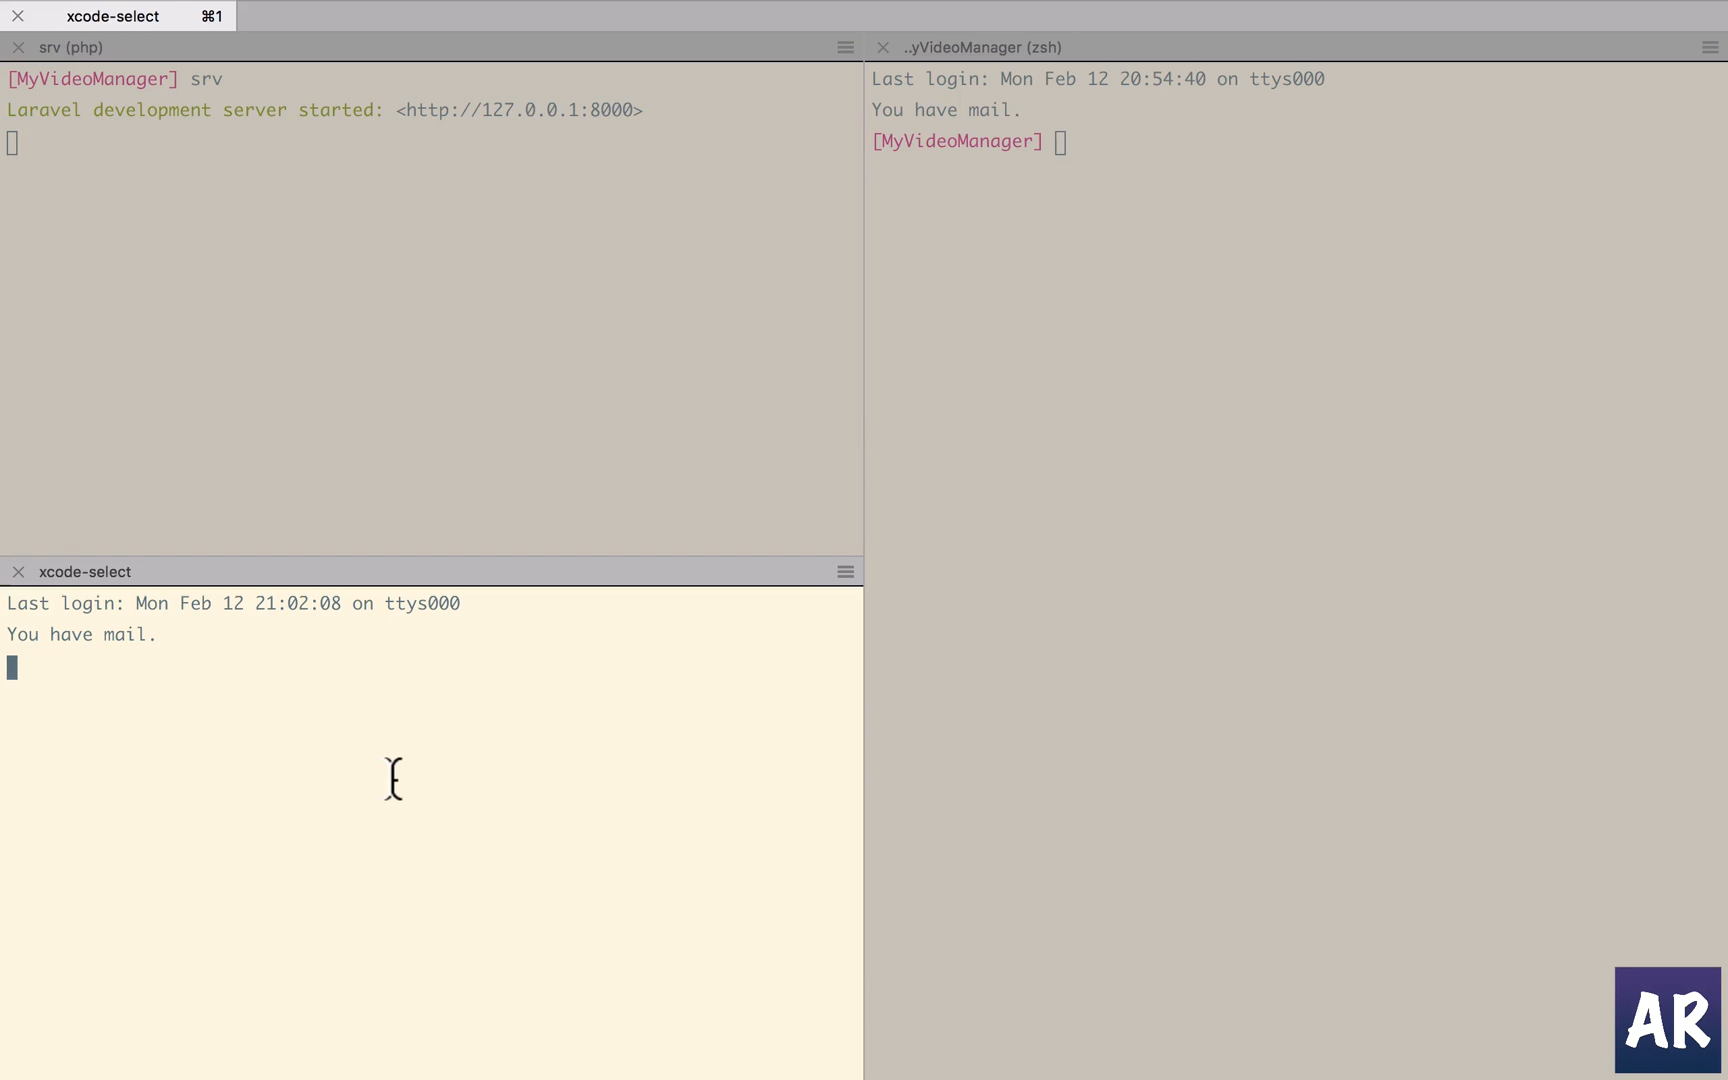 xcode-select ⌘1
srv (php)
[MyVideoManager] srv
Laravel development server started: <http://127.0.0.1:8000>
..yVideoManager (zsh)
Last login: Mon Feb 12 20:54:40 on ttys000
You have mail.
[MyVideoManager]
xcode-select
Last login: Mon Feb 12 21:02:08 on ttys000
You have mail.
AR